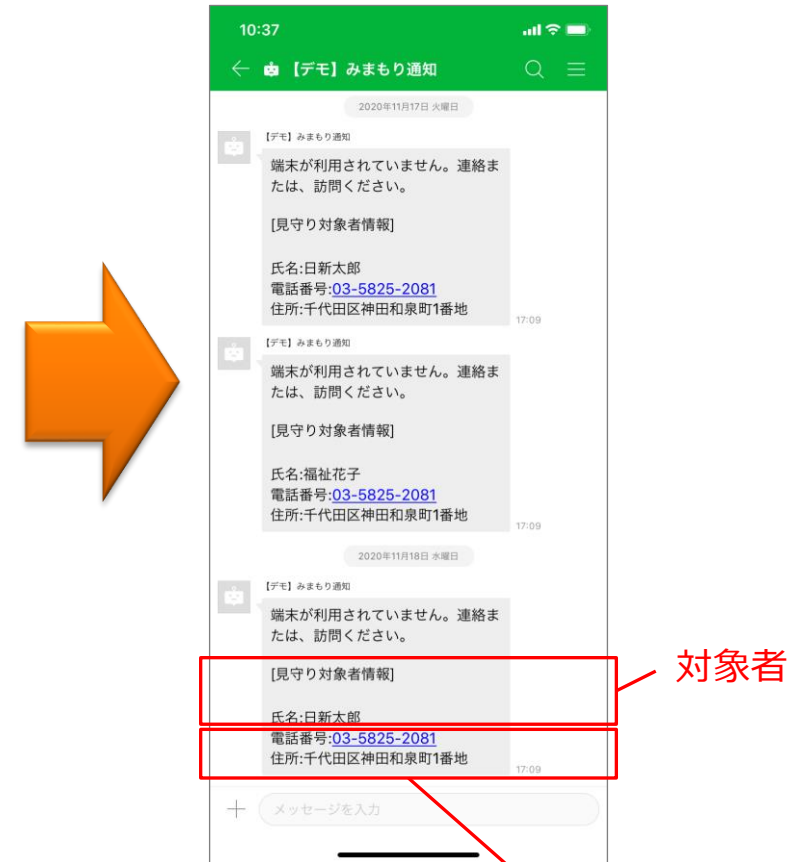 10:37
【デモ】みまもり通知
2020年11月17日 火曜日
【デモ】みまもり通知
端末が利用されていません。連絡ま
たは、訪問ください。
[見守り対象者情報]
氏名:日新太郎
電話番号:03-5825-2081
住所:千代田区神田和泉町1番地
17:09
【デモ】みまもり通知
端末が利用されていません。連絡ま
たは、訪問ください。
[見守り対象者情報]
氏名:福祉花子
電話番号:03-5825-2081
住所:千代田区神田和泉町1番地
17:09
2020年11月18日 水曜日
【デモ】みまもり通知
端末が利用されていません。連絡ま
たは、訪問ください。
[見守り対象者情報]
対象者
氏名:日新太郎
電話番号:03-5825-2081
住所:千代田区神田和泉町1番地
17:09
メッセージを入力